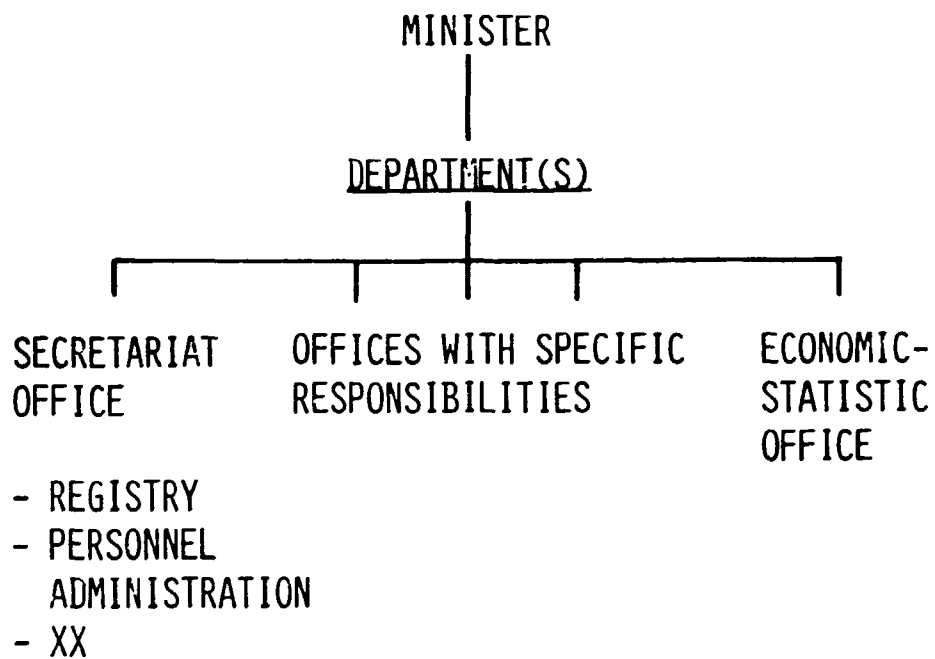 MINISTER
DEPARTMENT(S)
SECRETARIAT
OFFICE
OFFICES WITH SPECIFIC
RESPONSIBILITIES
ECONOMIC-
STATISTIC
OFFICE
- REGISTRY
- PERSONNEL
ADMINISTRATION
- XX